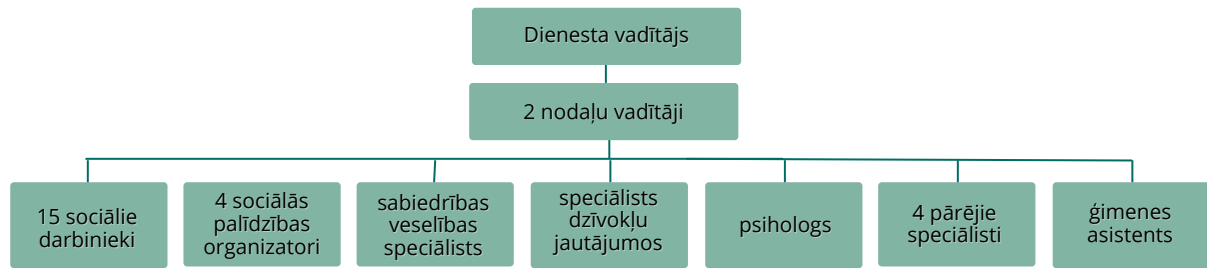 Dienesta vadītājs
2 nodaļu vadītāji
15 sociālie
darbinieki
4 sociālās
palīdzības
organizatori
sabiedrības
veselības
speciālists
speciālists
dzīvokļu
jautājumos
psihologs
4 pārējie
speciālisti
ģimenes
asistents